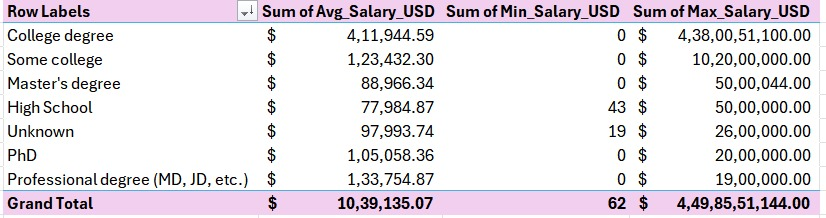 Row Labels Sum of Avg_Salary_USD Sum of Min_Salary_USD Sum of Max_Salary_USD
College degree $ 4,11,944.59 0 $ 4,38,00,51,100.00
Some college $ 1,23,432.30 0 $ 10,20,00,000.00
Master's degree $ 88,966.34 0 $ 50,00,044.00
High School $ 77,984.87 43 $ 50,00,000.00
Unknown $ 97,993.74 19 $ 26,00,000.00
PhD $ 1,05,058.36 0 $ 20,00,000.00
Professional degree (MD, JD, etc.) $ 1,33,754.87 0 $ 19,00,000.00
Grand Total $ 10,39,135.07 62 $ 4,49,85,51,144.00